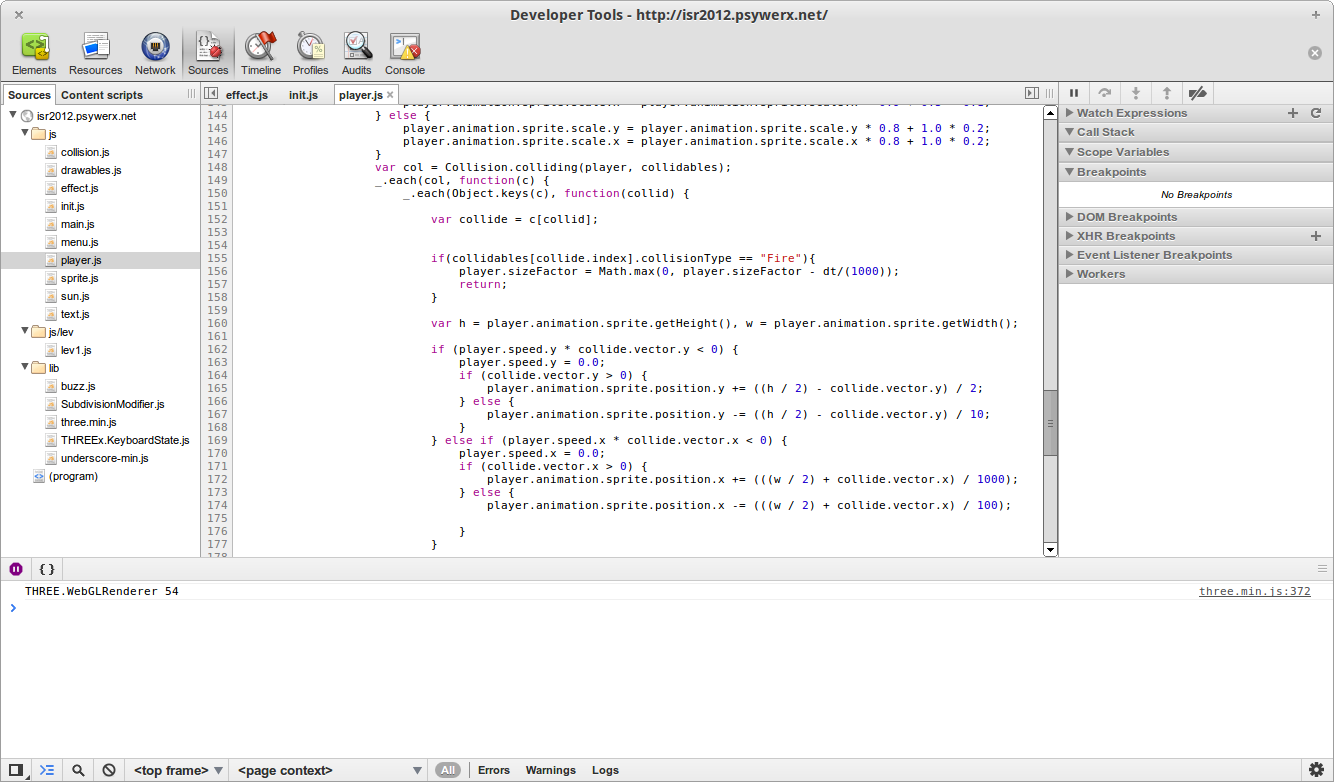 Developer Tools - http://isr2012.psywerx.net/
Elements Resources Network Sources Timeline Profiles Audits Console
Sources Content scripts
isr2012.psywerx.net
js
collision.js
drawables.js
effect.js
init.js
main.js
menu.js
player.js
sprite.js
sun.js
text.js
js/lev
lev1.js
lib
buzz.js
SubdivisionModifier.js
three.min.js
THREEx.KeyboardState.js
underscore-min.js
(program)
effect.js init.js player.js
144 } else {
145 player.animation.sprite.scale.y = player.animation.sprite.scale.y * 0.8 + 1.0 * 0.2;
146 player.animation.sprite.scale.x = player.animation.sprite.scale.x * 0.8 + 1.0 * 0.2;
147 }
148 var col = Collision.colliding(player, collidables);
149 _.each(col, function(c) {
150 _.each(Object.keys(c), function(collid) {
151
152 var collide = c[collid];
153
154
155 if(collidables[collide.index].collisionType == "Fire"){
156 player.sizeFactor = Math.max(0, player.sizeFactor - dt/(1000));
157 return;
158 }
159
160 var h = player.animation.sprite.getHeight(), w = player.animation.sprite.getWidth();
161
162 if (player.speed.y * collide.vector.y < 0) {
163 player.speed.y = 0.0;
164 if (collide.vector.y > 0) {
165 player.animation.sprite.position.y += ((h / 2) - collide.vector.y) / 2;
166 } else {
167 player.animation.sprite.position.y -= ((h / 2) - collide.vector.y) / 10;
168 }
169 } else if (player.speed.x * collide.vector.x < 0) {
170 player.speed.x = 0.0;
171 if (collide.vector.x > 0) {
172 player.animation.sprite.position.x += (((w / 2) + collide.vector.x) / 1000);
173 } else {
174 player.animation.sprite.position.x -= (((w / 2) + collide.vector.x) / 100);
175
176 }
177 }
Watch Expressions
Call Stack
Scope Variables
Breakpoints
No Breakpoints
DOM Breakpoints
XHR Breakpoints
Event Listener Breakpoints
Workers
THREE.WebGLRenderer 54 three.min.js:372
<top frame> <page context> All Errors Warnings Logs